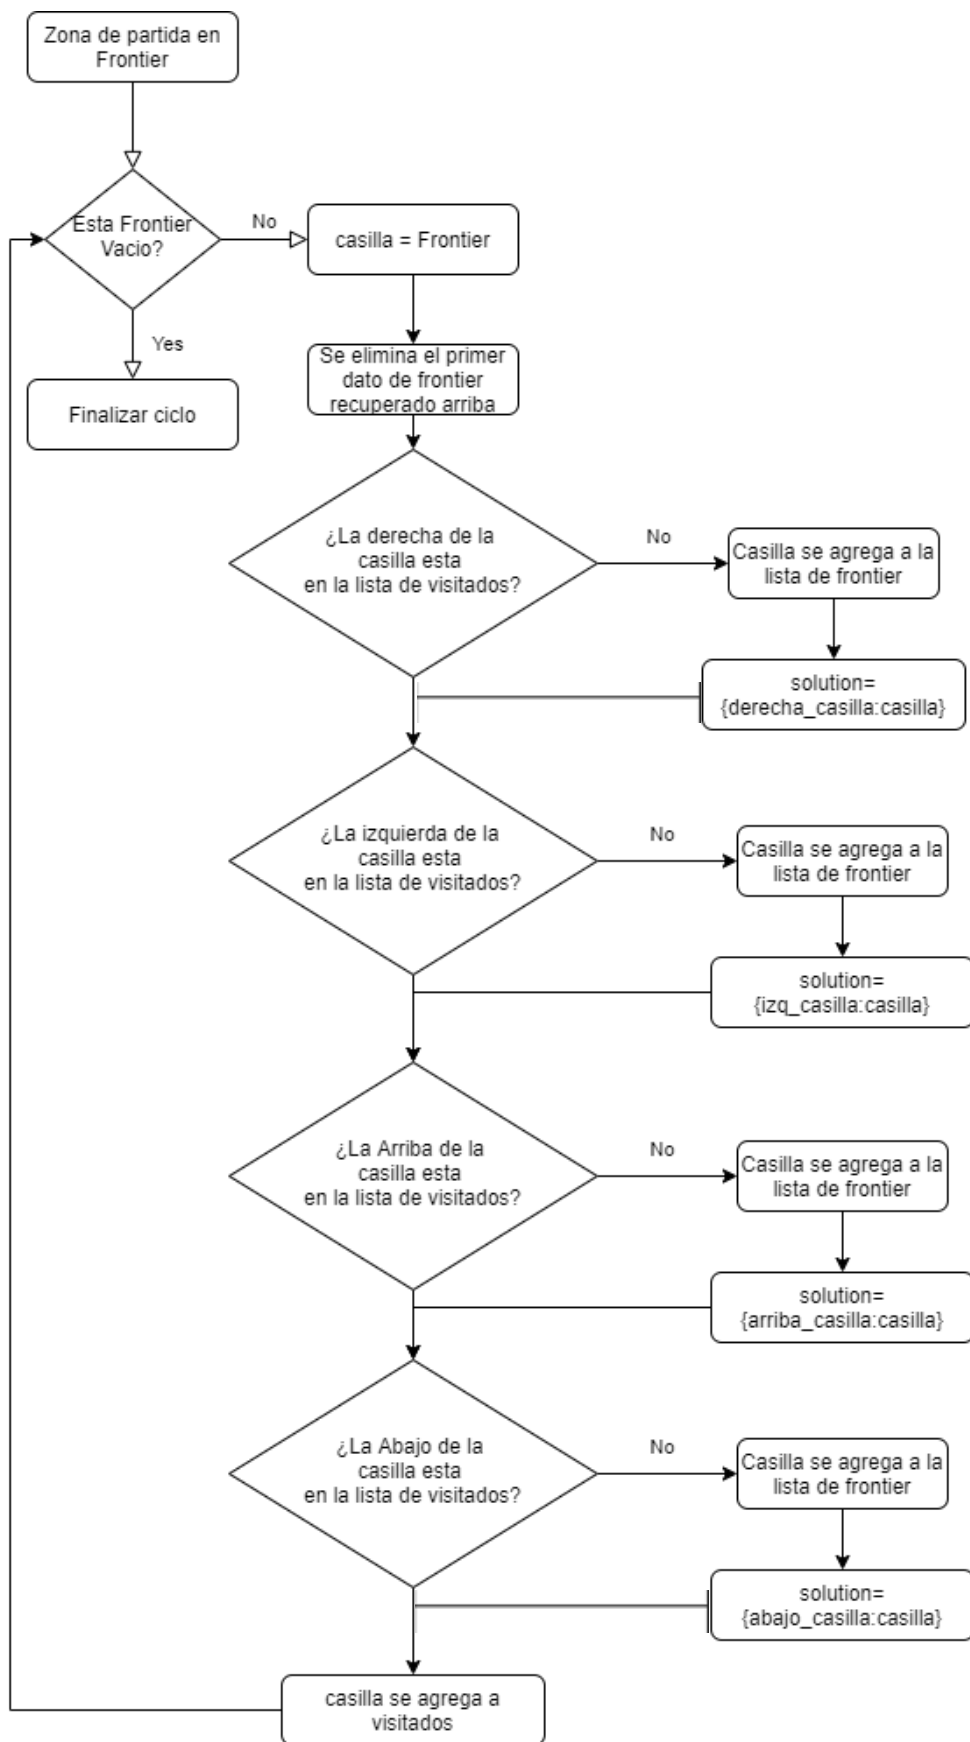 Zona de partida en
Frontier
Esta Frontier
Vacio?
No
casilla = Frontier
Yes
Finalizar ciclo
Se elimina el primer
dato de frontier
recuperado arriba
¿La derecha de la
casilla esta
en la lista de visitados?
No
Casilla se agrega a la
lista de frontier
solution=
{derecha_casilla:casilla}
¿La izquierda de la
casilla esta
en la lista de visitados?
No
Casilla se agrega a la
lista de frontier
solution=
{izq_casilla:casilla}
¿La Arriba de la
casilla esta
en la lista de visitados?
No
Casilla se agrega a la
lista de frontier
solution=
{arriba_casilla:casilla}
¿La Abajo de la
casilla esta
en la lista de visitados?
No
Casilla se agrega a la
lista de frontier
solution=
{abajo_casilla:casilla}
casilla se agrega a
visitados